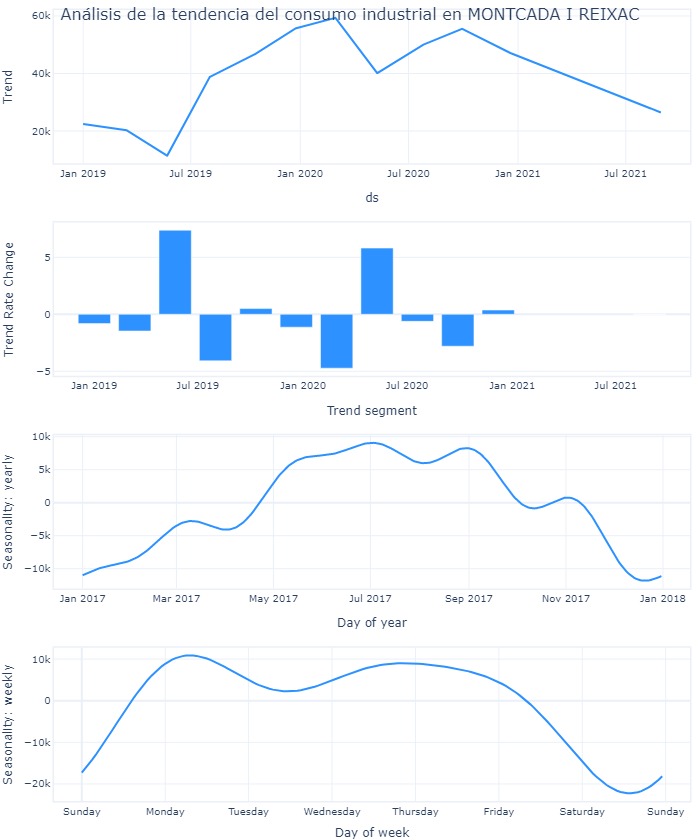 Análisis de la tendencia del consumo industrial en MONTCADA I REIXAC
60k
40k
20k
Trend
Jan 2019 Jul 2019 Jan 2020 Jul 2020 Jan 2021 Jul 2021
ds
5
0
−5
Trend Rate Change
Jan 2019 Jul 2019 Jan 2020 Jul 2020 Jan 2021 Jul 2021
Trend segment
10k
5k
0
−5k
−10k
Seasonality: yearly
Jan 2017 Mar 2017 May 2017 Jul 2017 Sep 2017 Nov 2017 Jan 2018
Day of year
10k
0
−10k
−20k
Seasonality: weekly
Sunday Monday Tuesday Wednesday Thursday Friday Saturday Sunday
Day of week